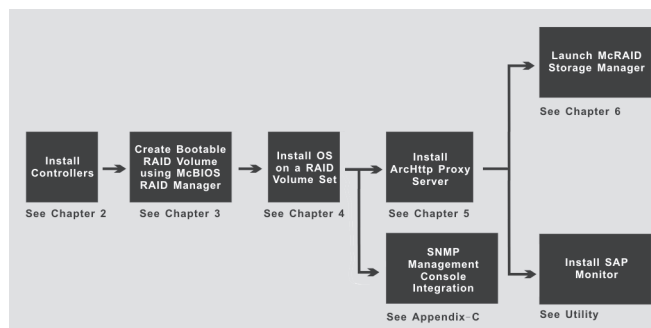 Install
Controllers
See Chapter 2
Create Bootable
RAID Volume
using McBIOS
RAID Manager
See Chapter 3
Install OS
on a RAID
Volume Set
See Chapter 4
Install
ArcHttp Proxy
Server
See Chapter 5
SNMP
Management
Console
Integration
See Appendix-C
Launch McRAID
Storage Manager
See Chapter 6
Install SAP
Monitor
See Utility